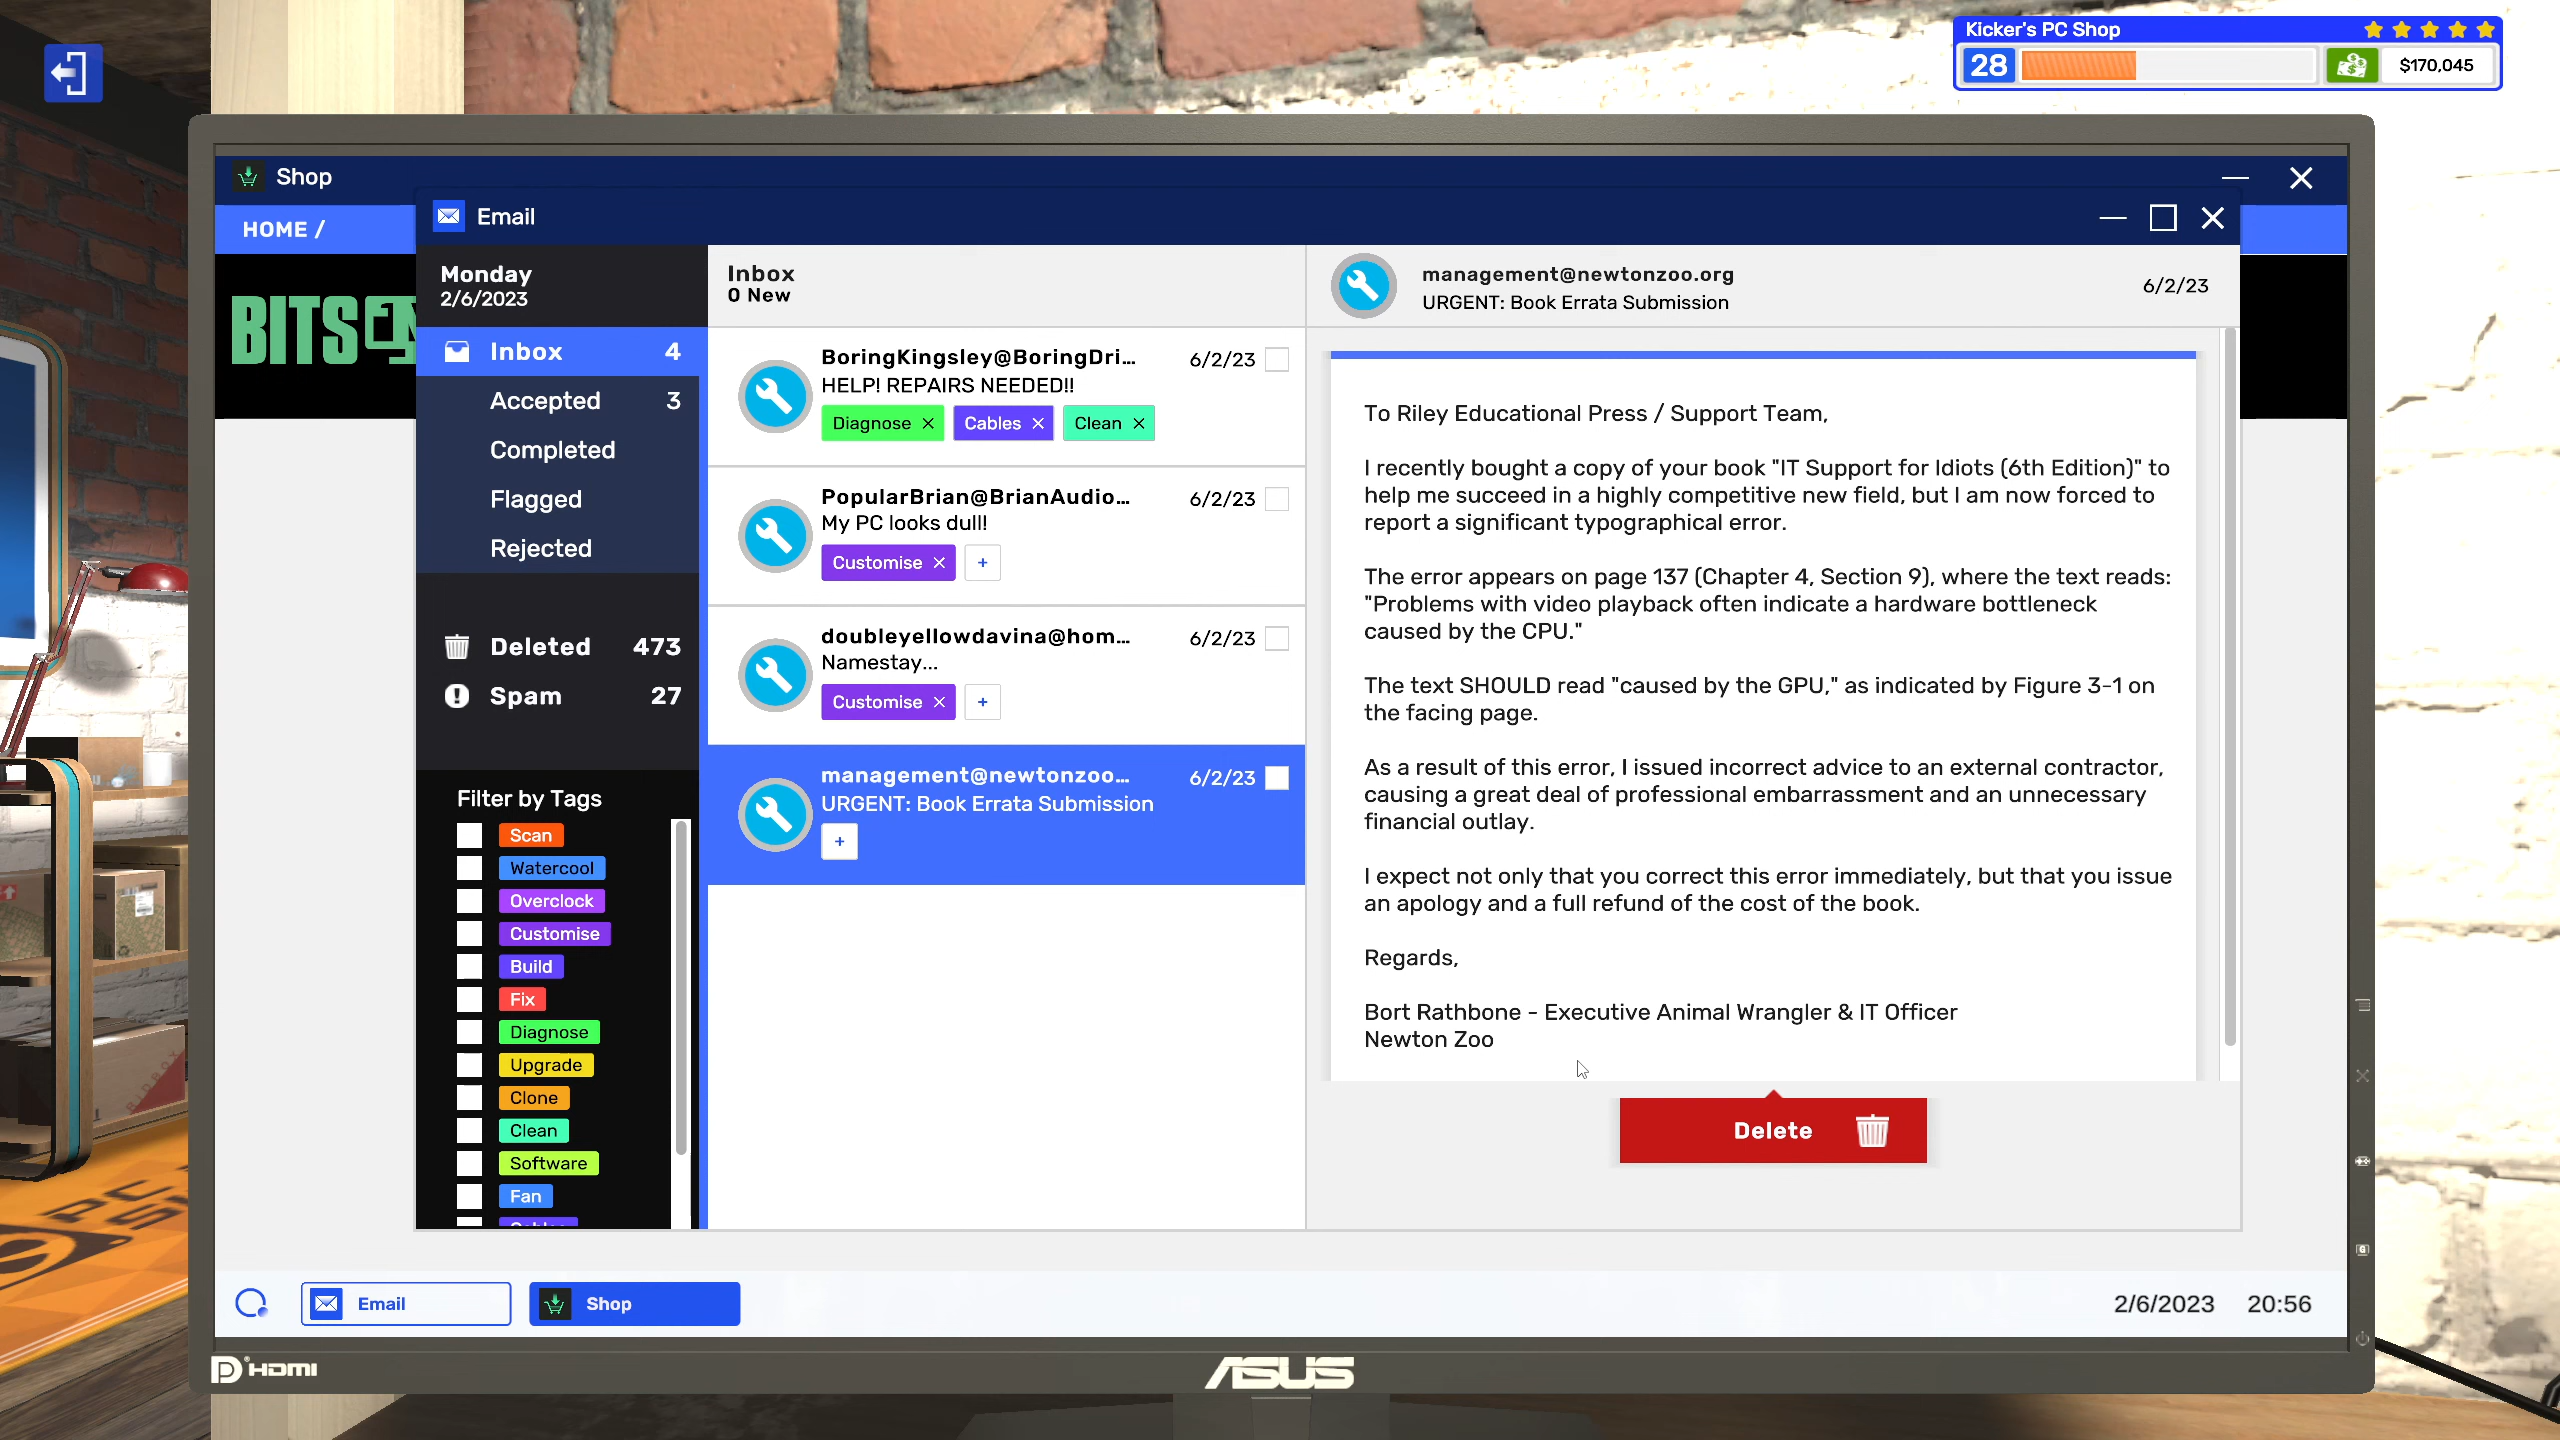 Kicker's PC Shop
28
$170,045
Shop
HOME /
Email
Monday
2/6/2023
Inbox 4
Accepted 3
Completed
Flagged
Rejected
Deleted 473
Spam 27
Filter by Tags
Scan
Watercool
Overclock
Customise
Build
Fix
Diagnose
Upgrade
Clone
Clean
Software
Fan
Inbox
0 New
BoringKingsley@BoringDri... 6/2/23
HELP! REPAIRS NEEDED!!
Diagnose × Cables × Clean ×
PopularBrian@BrianAudio... 6/2/23
My PC looks dull!
Customise × +
doubleyellowdavina@hom... 6/2/23
Namestay...
Customise × +
management@newtonzoo... 6/2/23
URGENT: Book Errata Submission
+
management@newtonzoo.org
URGENT: Book Errata Submission
6/2/23
To Riley Educational Press / Support Team,
I recently bought a copy of your book "IT Support for Idiots (6th Edition)" to
help me succeed in a highly competitive new field, but I am now forced to
report a significant typographical error.
The error appears on page 137 (Chapter 4, Section 9), where the text reads:
"Problems with video playback often indicate a hardware bottleneck
caused by the CPU."
The text SHOULD read "caused by the GPU," as indicated by Figure 3-1 on
the facing page.
As a result of this error, I issued incorrect advice to an external contractor,
causing a great deal of professional embarrassment and an unnecessary
financial outlay.
I expect not only that you correct this error immediately, but that you issue
an apology and a full refund of the cost of the book.
Regards,
Bort Rathbone - Executive Animal Wrangler & IT Officer
Newton Zoo
Delete
BITS
Email
Shop
2/6/2023 20:56
HDMI
ASUS